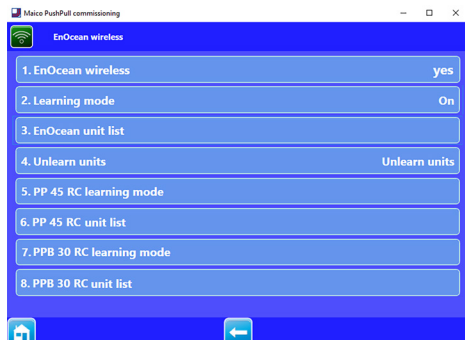 Maico PushPull commissioning
EnOcean wireless
1. EnOcean wireless yes
2. Learning mode On
3. EnOcean unit list
4. Unlearn units Unlearn units
5. PP 45 RC learning mode
6. PP 45 RC unit list
7. PPB 30 RC learning mode
8. PPB 30 RC unit list